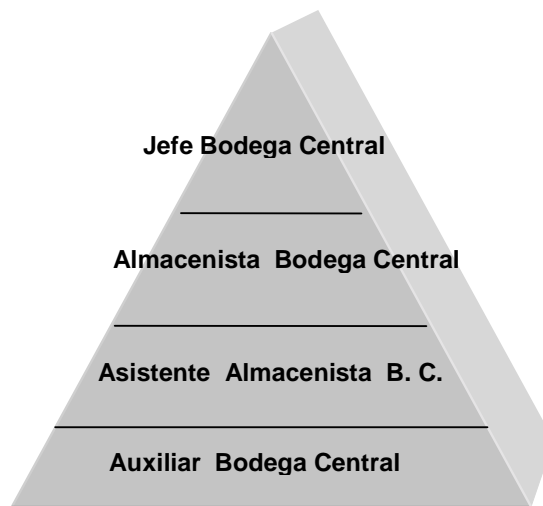 Jefe Bodega Central
Almacenista Bodega Central
Asistente Almacenista B. C.
Auxiliar Bodega Central